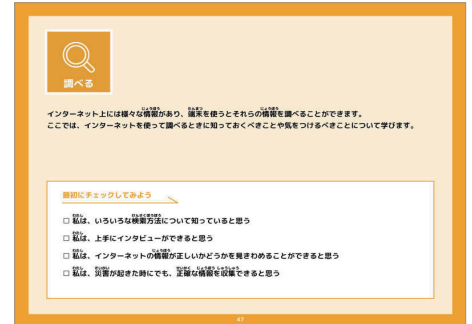 調べる
インターネット上には様々な情報があり、端末を使うとそれらの情報を調べることができます。
ここでは、インターネットを使って調べるときに知っておくべきことや気をつけるべきことについて学びます。
最初にチェックしてみよう
□ 私は、いろいろな検索方法について知っていると思う
□ 私は、上手にインタビューができると思う
□ 私は、インターネットの情報が正しいかどうかを見きわめることができると思う
□ 私は、災害が起きた時にでも、正確な情報を収集できると思う
47